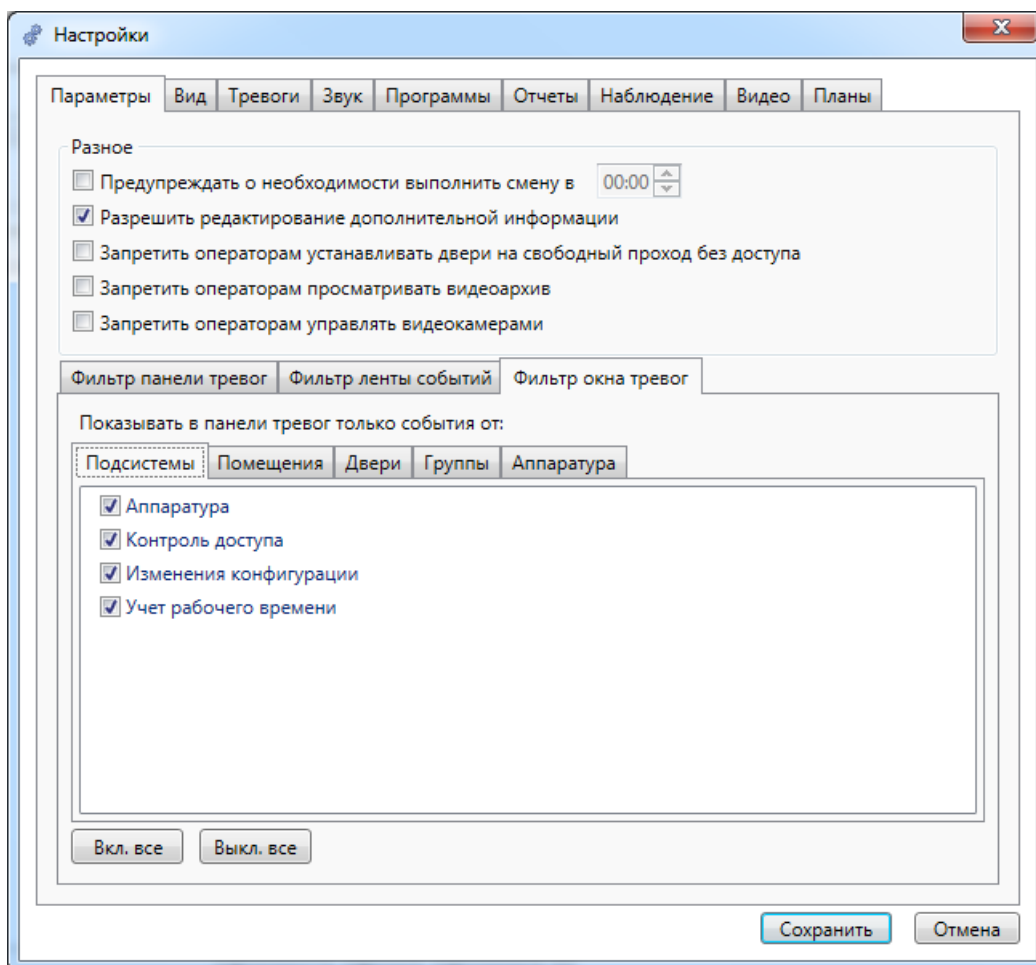 Настройки
Параметры Вид Тревоги Звук Программы Отчеты Наблюдение Видео Планы
Разное
Предупреждать о необходимости выполнить смену в 00:00
Разрешить редактирование дополнительной информации
Запретить операторам устанавливать двери на свободный проход без доступа
Запретить операторам просматривать видеоархив
Запретить операторам управлять видеокамерами
Фильтр панели тревог Фильтр ленты событий Фильтр окна тревог
Показывать в панели тревог только события от:
Подсистемы Помещения Двери Группы Аппаратура
Аппаратура
Контроль доступа
Изменения конфигурации
Учет рабочего времени
Вкл. все Выкл. все
Сохранить Отмена